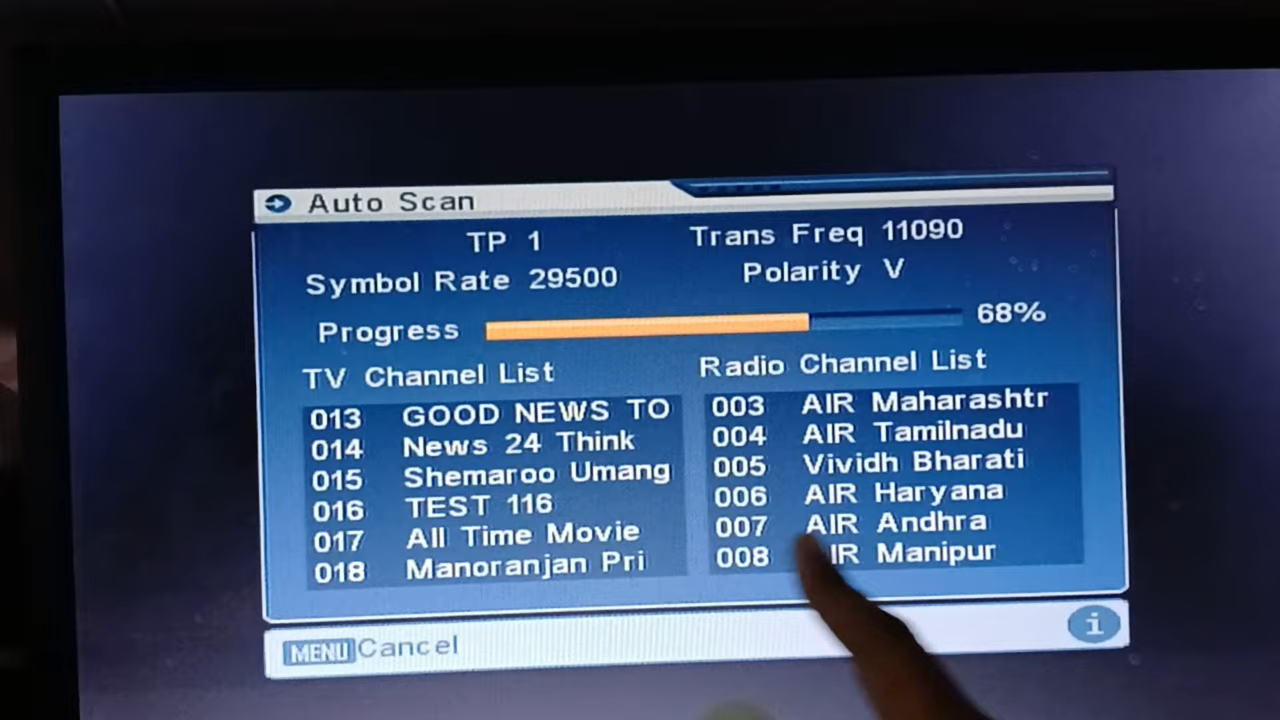 Auto Scan
TP 1 Trans Freq 11090
Symbol Rate 29500 Polarity V
Progress 68%
TV Channel List
013 GOOD NEWS TO
014 News 24 Think
015 Shemaroo Umang
016 TEST 116
017 All Time Movie
018 Manoranjan Pri
Radio Channel List
003 AIR Maharashtr
004 AIR Tamilnadu
005 Vividh Bharati
006 AIR Haryana
007 AIR Andhra
008 AIR Manipur
MENU Cancel
i